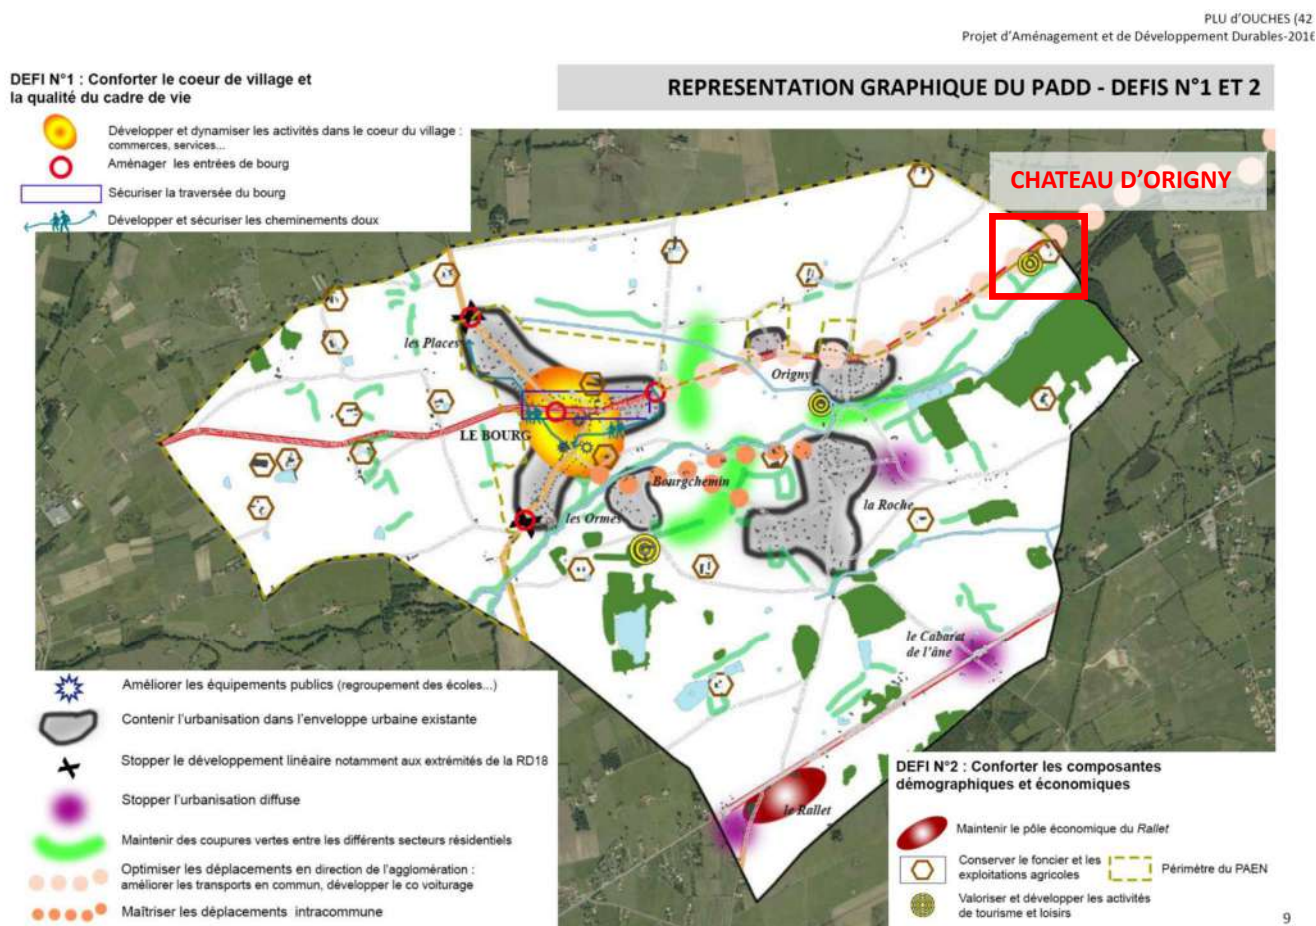 PLU d'OUCHES (42
Projet d'Aménagement et de Développement Durables-2016
DEFI N°1 : Conforter le coeur de village et
la qualité du cadre de vie
REPRESENTATION GRAPHIQUE DU PADD - DEFIS N°1 ET 2
Développer et dynamiser les activités dans le coeur du village :
commerces, services...
Aménager les entrées de bourg
Sécuriser la traversée du bourg
Développer et sécuriser les cheminements doux
CHATEAU D'ORIGNY
les Places
Origny
LE BOURG
Bourgchemin
les Ormes
la Roche
le Cabarat
de l'âne
le Rallet
Améliorer les équipements publics (regroupement des écoles...)
Contenir l'urbanisation dans l'enveloppe urbaine existante
Stopper le développement linéaire notamment aux extrémités de la RD18
Stopper l'urbanisation diffuse
Maintenir des coupures vertes entre les différents secteurs résidentiels
Optimiser les déplacements en direction de l'agglomération :
améliorer les transports en commun, développer le co voiturage
Maîtriser les déplacements intracommune
DEFI N°2 : Conforter les composantes
démographiques et économiques
Maintenir le pôle économique du Rallet
Conserver le foncier et les
exploitations agricoles
Périmètre du PAEN
Valoriser et développer les activités
de tourisme et loisirs
9